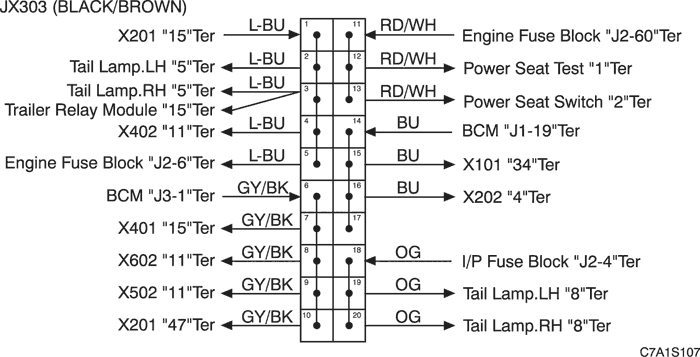 JX303 (BLACK/BROWN)
X201 "15"Ter L-BU 1 11 RD/WH Engine Fuse Block "J2-60"Ter
Tail Lamp.LH "5"Ter L-BU 2 12 RD/WH Power Seat Test "1"Ter
Tail Lamp.RH "5"Ter L-BU 3 13 RD/WH Power Seat Switch "2"Ter
Trailer Relay Module "15"Ter
X402 "11"Ter L-BU 4 14 BU BCM "J1-19"Ter
Engine Fuse Block "J2-6"Ter L-BU 5 15 BU X101 "34"Ter
BCM "J3-1"Ter GY/BK 6 16 BU X202 "4"Ter
X401 "15"Ter GY/BK 7 17
X602 "11"Ter GY/BK 8 18 OG I/P Fuse Block "J2-4"Ter
X502 "11"Ter GY/BK 9 19 OG Tail Lamp.LH "8"Ter
X201 "47"Ter GY/BK 10 20 OG Tail Lamp.RH "8"Ter
C7A1S107